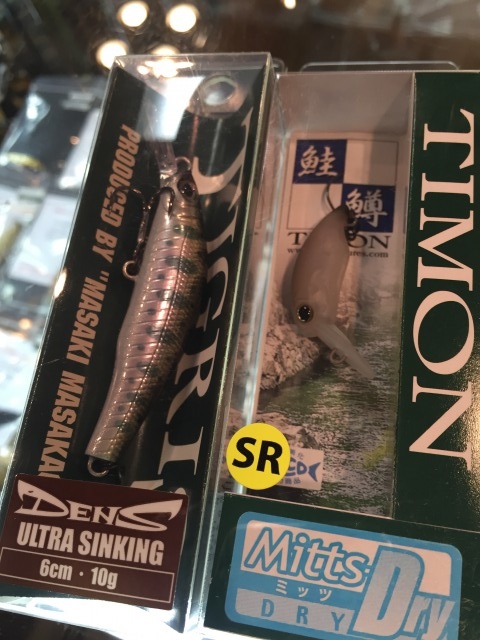 PRODUCED BY "MASAKI MASAKA
DENS
ULTRA SINKING
6cm・10g
鮭
鱒
TIMON
SR
Mitts Dry
ミッツ
DRY